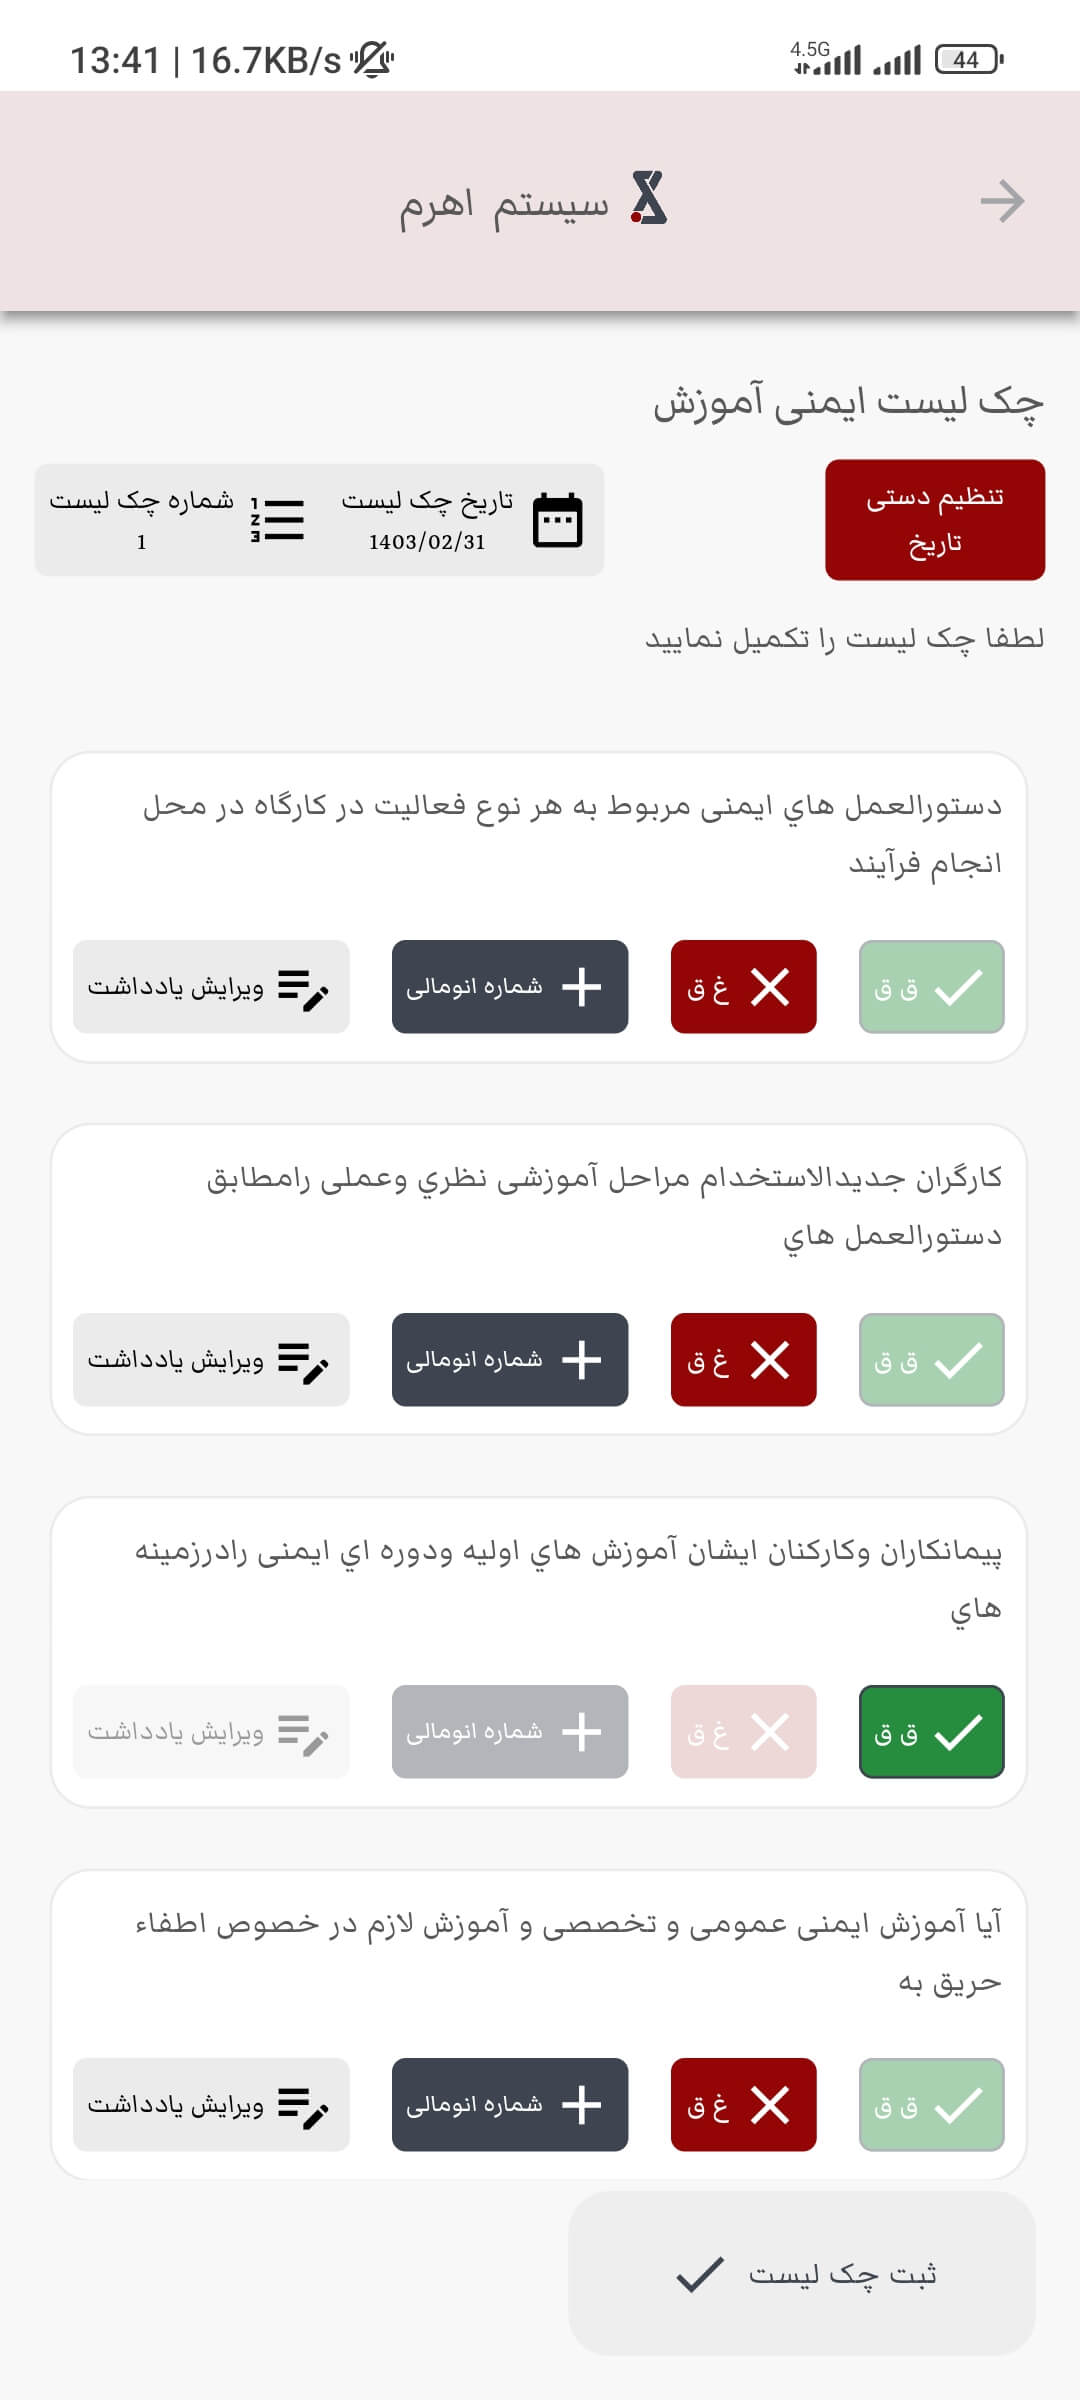 13:41 | 16.7KB/s
4.5G
44
سیستم اهرم
چک لیست ایمنی آموزش
تنظیم دستی
تاریخ
تاریخ چک لیست
1403/02/31
شماره چک لیست
1
لطفا چک لیست را تکمیل نمایید
دستورالعمل هاي ایمنی مربوط به هر نوع فعالیت در کارگاه در محل
انجام فرآیند
ق ق
غ ق
شماره انومالی
ویرایش یادداشت
کارگران جدیدالاستخدام مراحل آموزشی نظري وعملی رامطابق
دستورالعمل هاي
ق ق
غ ق
شماره انومالی
ویرایش یادداشت
پیمانکاران وکارکنان ایشان آموزش هاي اولیه ودوره اي ایمنی رادرزمینه
هاي
ق ق
غ ق
شماره انومالی
ویرایش یادداشت
آیا آموزش ایمنی عمومی و تخصصی و آموزش لازم در خصوص اطفاء
حریق به
ق ق
غ ق
شماره انومالی
ویرایش یادداشت
ثبت چک لیست